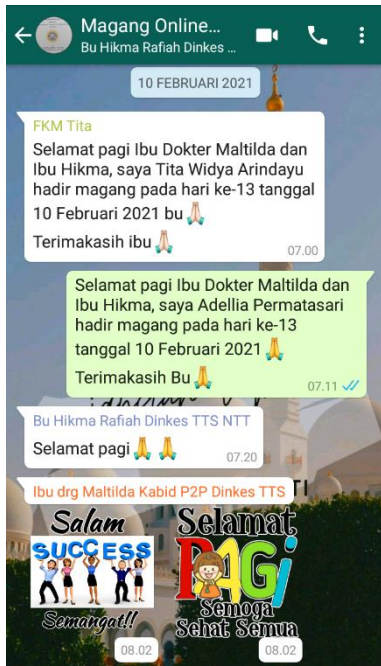 Magang Online...
Bu Hikma Rafiah Dinkes ...
10 FEBRUARI 2021
FKM Tita
Selamat pagi Ibu Dokter Maltilda dan
Ibu Hikma, saya Tita Widya Arindayu
hadir magang pada hari ke-13 tanggal
10 Februari 2021 bu🙏🏻
Terimakasih ibu🙏🏻
07.00
Selamat pagi Ibu Dokter Maltilda dan
Ibu Hikma, saya Adellia Permatasari
hadir magang pada hari ke-13
tanggal 10 Februari 2021🙏
Terimakasih Bu🙏
07.11
Bu Hikma Rafiah Dinkes TTS NTT
Selamat pagi🙏🏻 🙏
07.20
Ibu drg Maltilda Kabid P2P Dinkes TTS
Salam
SUCCESS
Semangat!!
08.02
Selamat
PAGi
Semoga
Sehat Semua
08.02